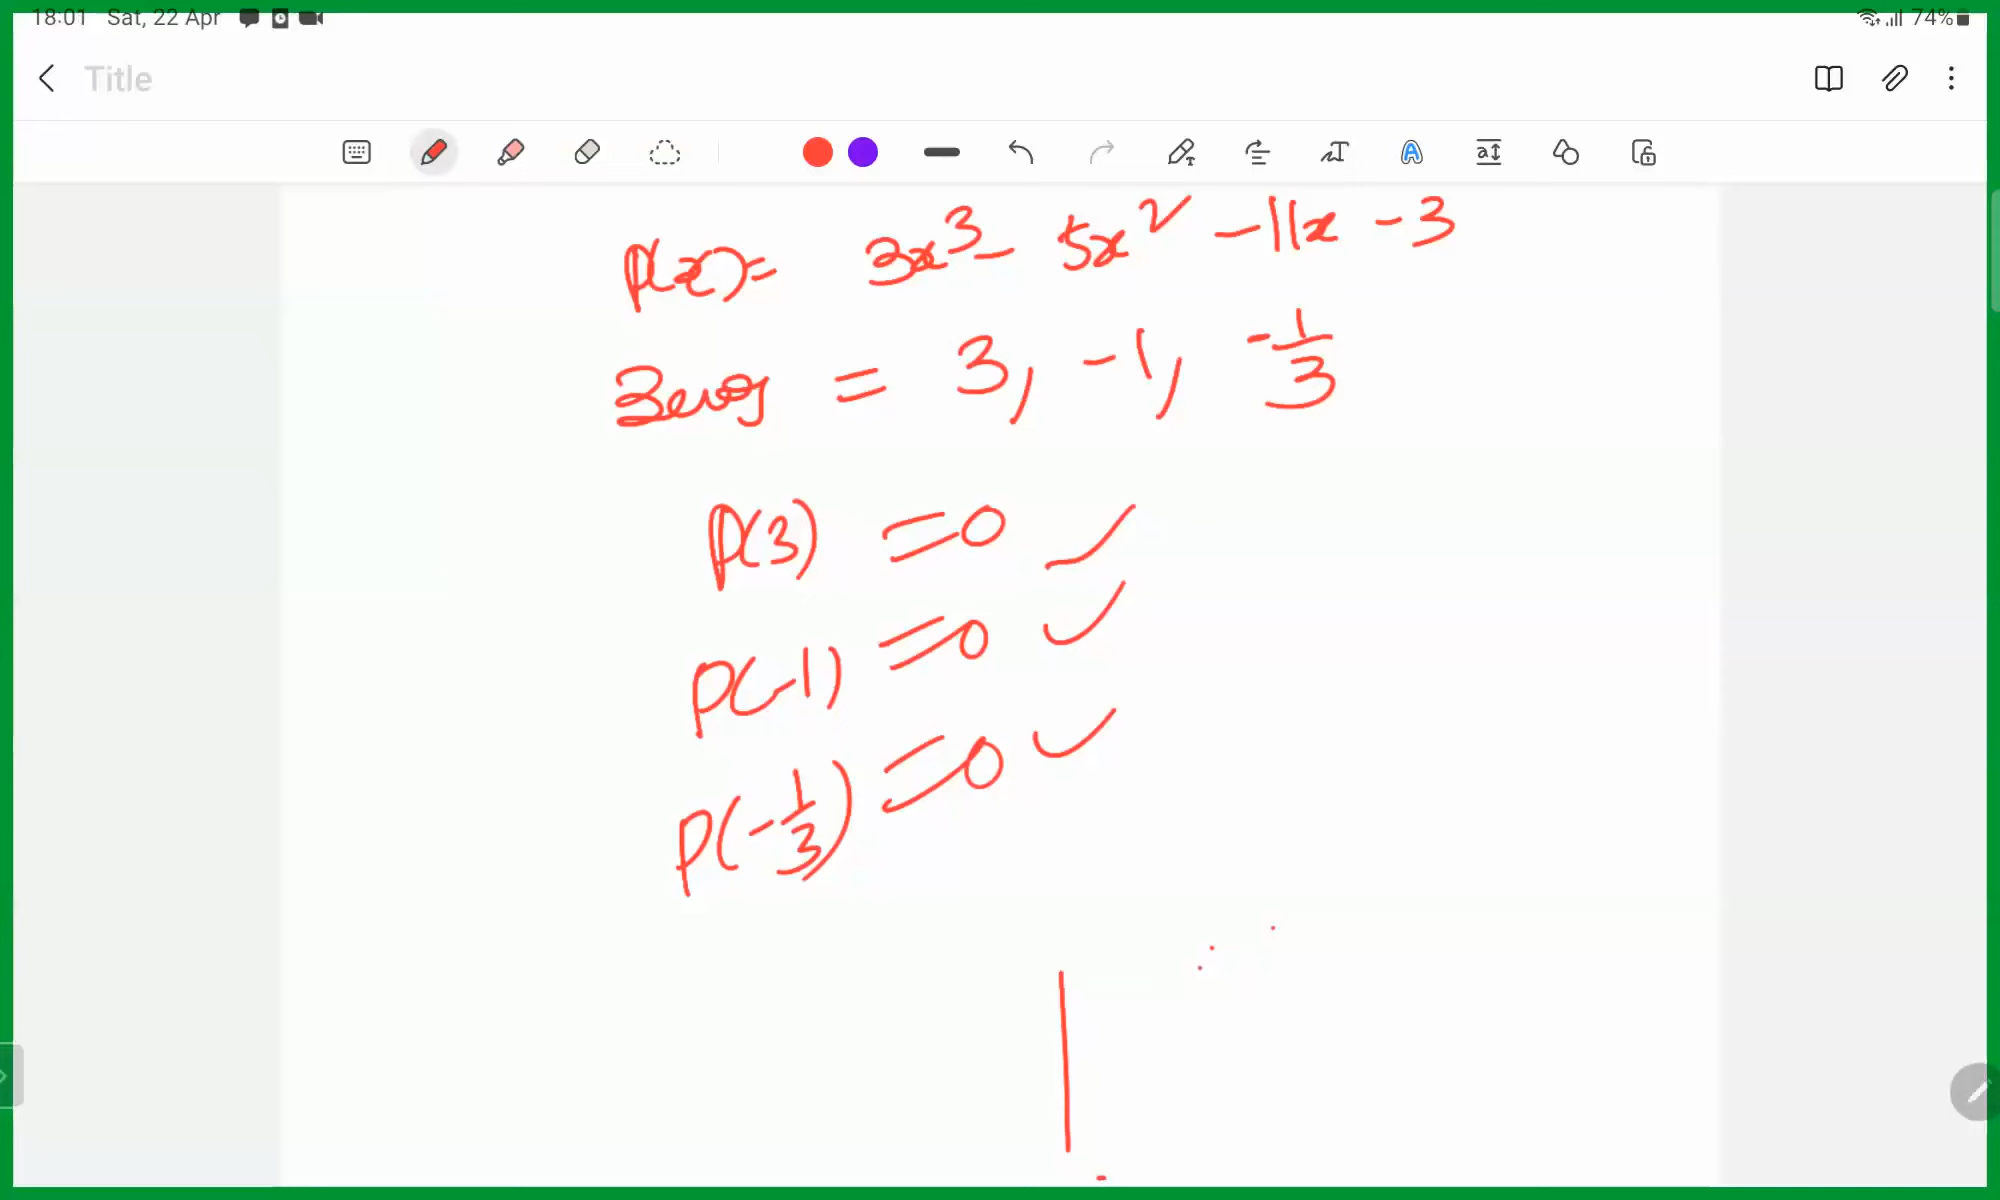 18:01 Sat, 22 Apr 74%
Title
a
A
P(x) = 3x³ - 5x² - 11x - 3
Zeros = 3, -1, -1/3
P(3) = 0 ✓
P(-1) = 0 ✓
P(-1/3) = 0 ✓